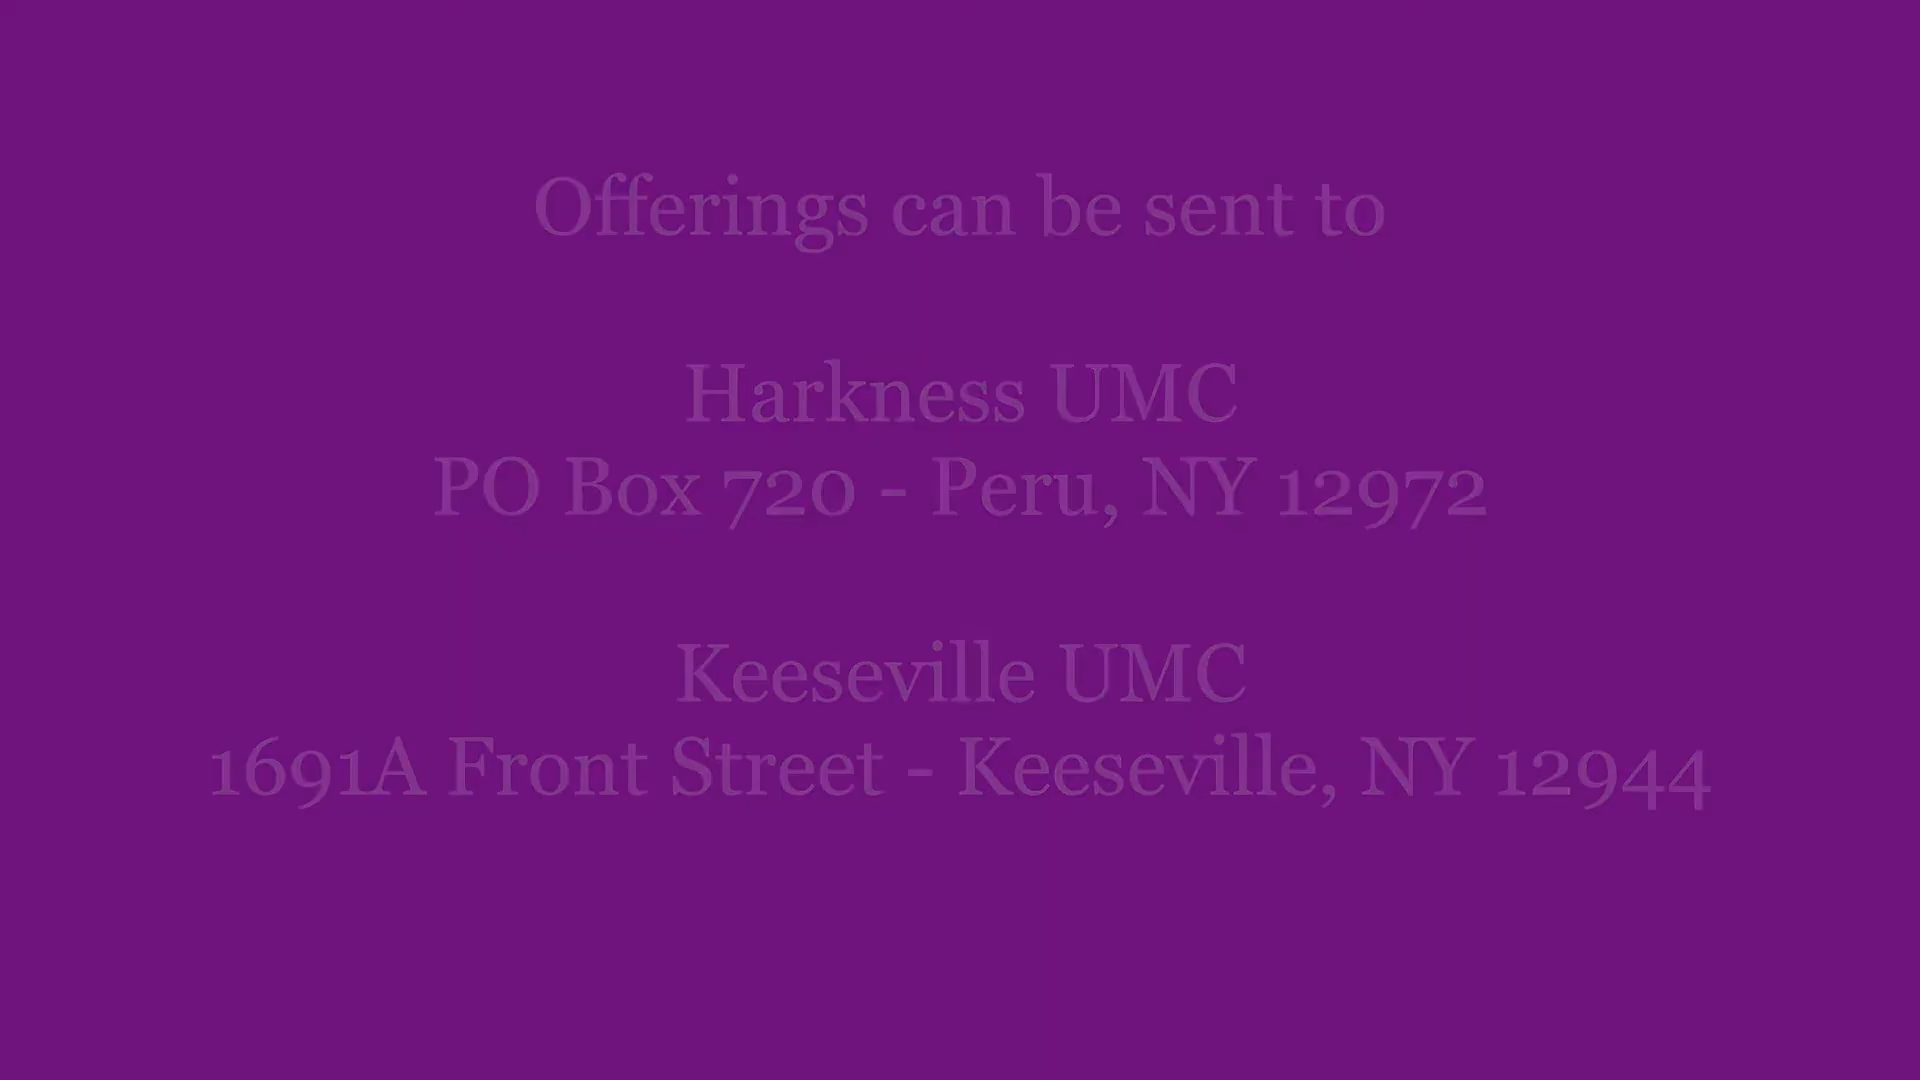 Offerings can be sent to
Harkness UMC
PO Box 720 - Peru, NY 12972
Keeseville UMC
1691A Front Street - Keeseville, NY 12944